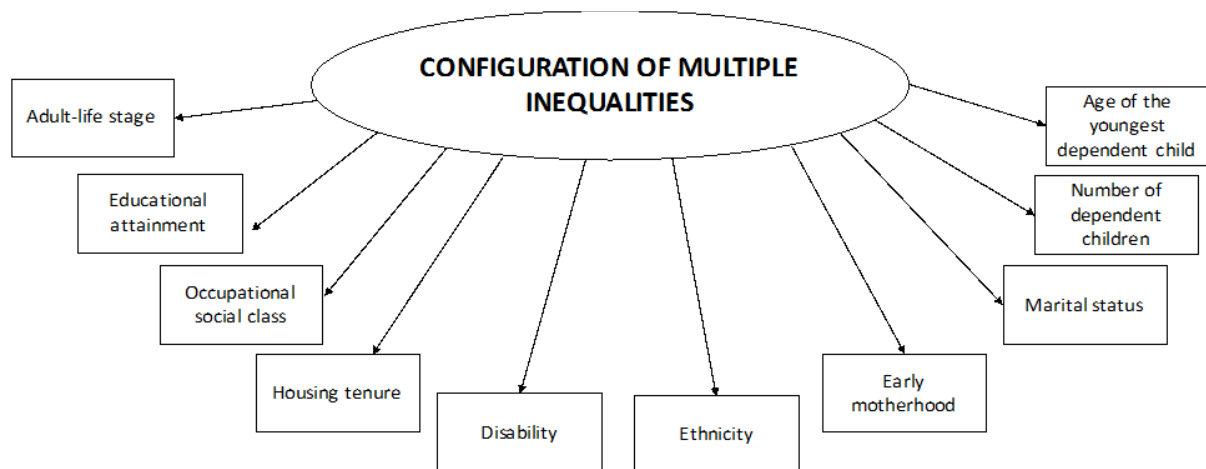 CONFIGURATION OF MULTIPLE
INEQUALITIES
Adult-life stage
Educational
attainment
Occupational
social class
Housing tenure
Disability
Ethnicity
Early
motherhood
Marital status
Number of
dependent
children
Age of the
youngest
dependent child